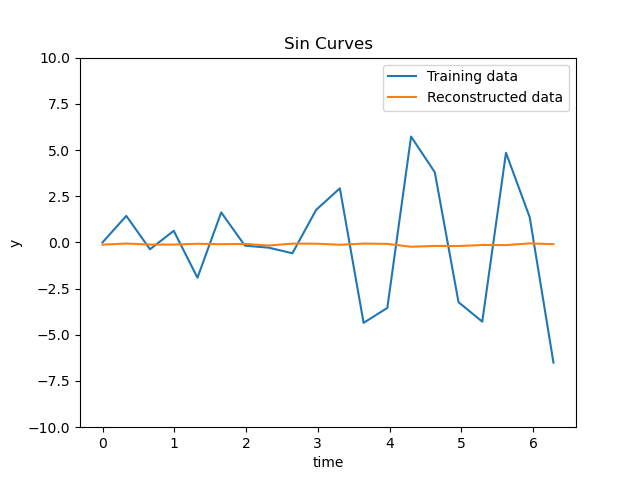 Sin Curves
Training data
Reconstructed data
10.0
7.5
5.0
2.5
0.0
−2.5
−5.0
−7.5
−10.0
y
0 1 2 3 4 5 6
time